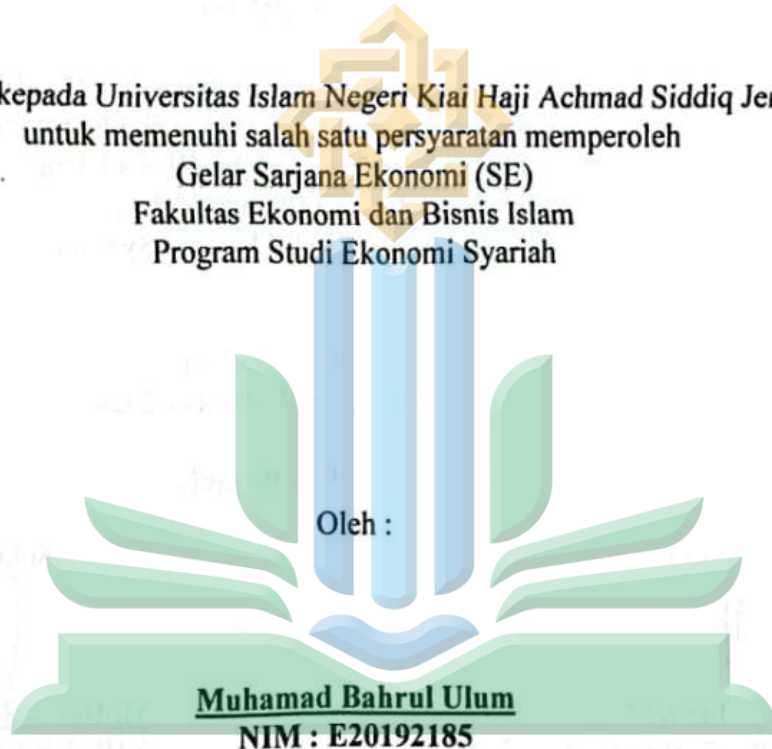 kepada Universitas Islam Negeri Kiai Haji Achmad Siddiq Jer
untuk memenuhi salah satu persyaratan memperoleh
Gelar Sarjana Ekonomi (SE)
Fakultas Ekonomi dan Bisnis Islam
Program Studi Ekonomi Syariah
Oleh :
Muhamad Bahrul Ulum
NIM : E20192185